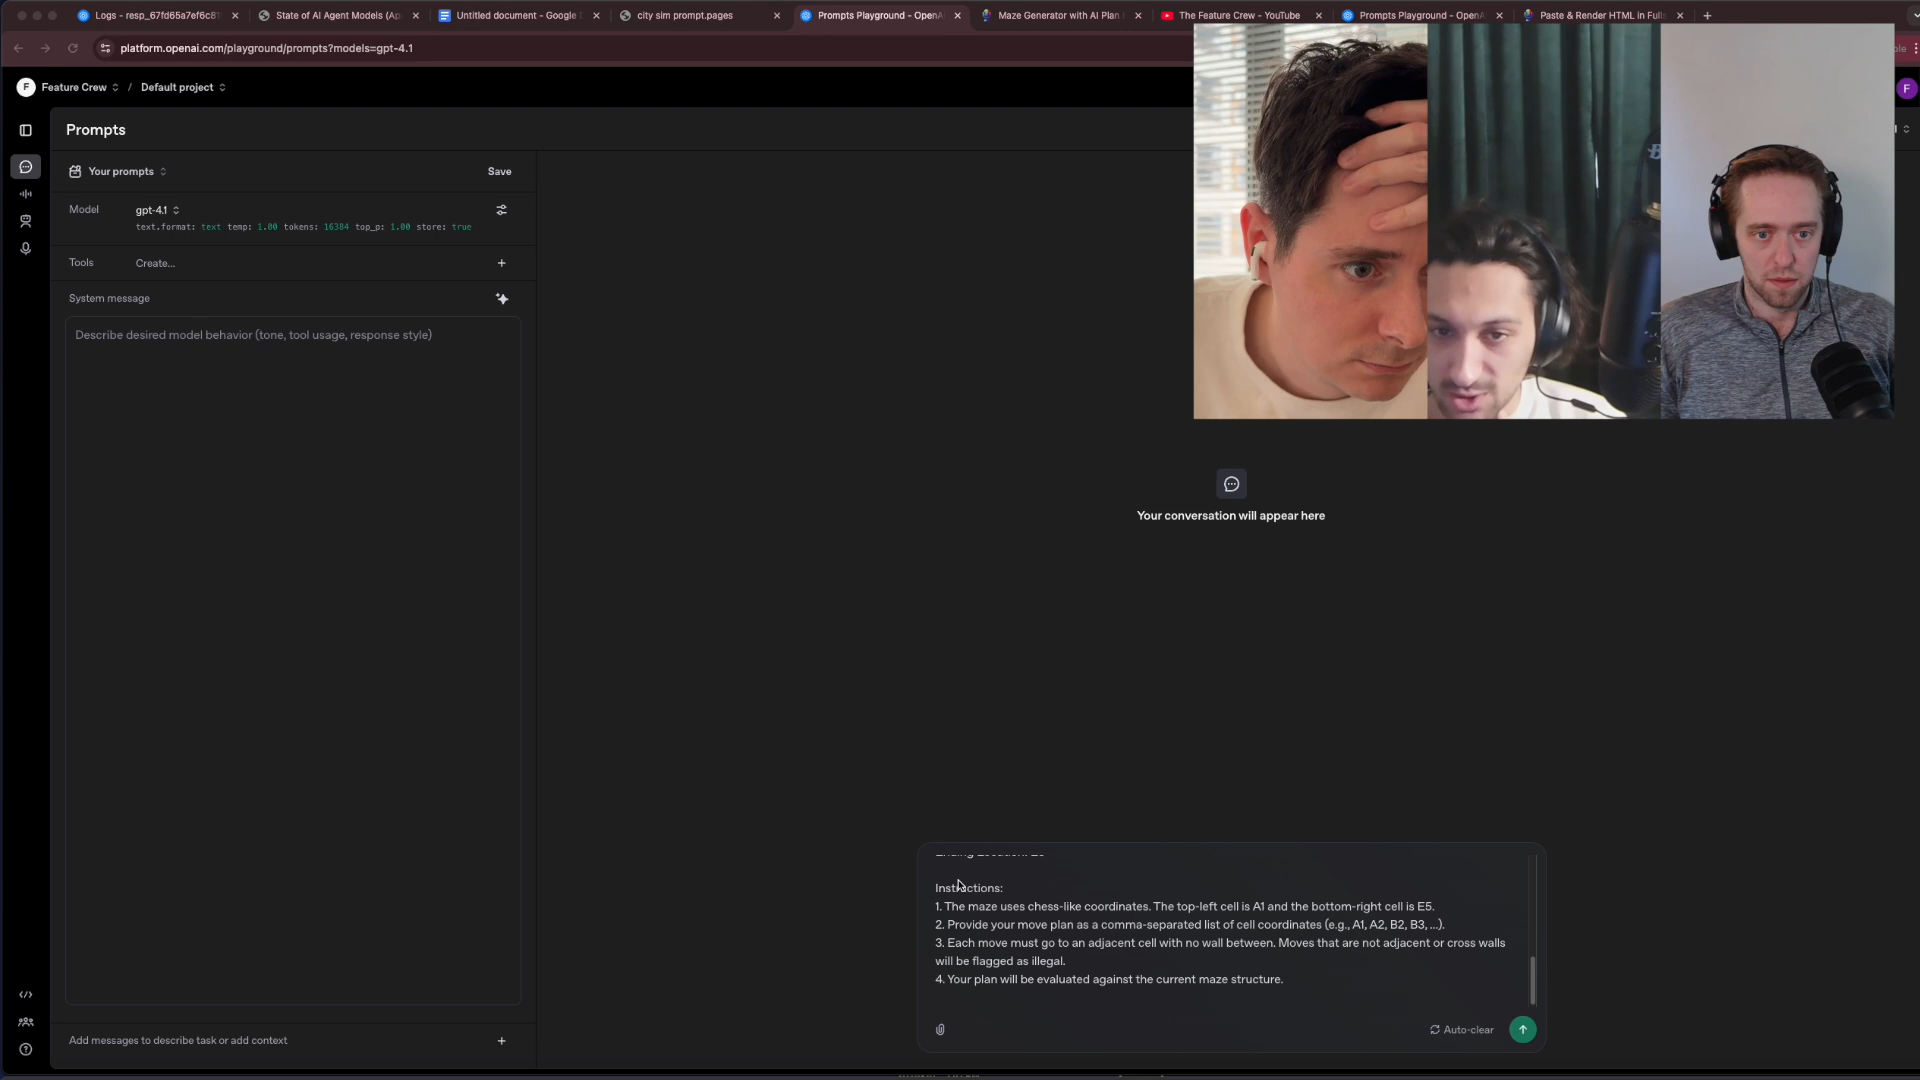 Logs - resp_67fd65a7ef6c81
State of AI Agent Models (Ap
Untitled document - Google
city sim prompt.pages
Prompts Playground - OpenA
Maze Generator with AI Plan
The Feature Crew - YouTube
Prompts Playground - OpenA
Paste & Render HTML in Fulls
platform.openai.com/playground/prompts?models=gpt-4.1
F Feature Crew / Default project
F
Prompts
Your prompts Save
Model gpt-4.1
text.format: text temp: 1.00 tokens: 16384 top_p: 1.00 store: true
Tools Create...
System message
Describe desired model behavior (tone, tool usage, response style)
Your conversation will appear here
Instructions:
1. The maze uses chess-like coordinates. The top-left cell is A1 and the bottom-right cell is E5.
2. Provide your move plan as a comma-separated list of cell coordinates (e.g., A1, A2, B2, B3, ...).
3. Each move must go to an adjacent cell with no wall between. Moves that are not adjacent or cross walls
will be flagged as illegal.
4. Your plan will be evaluated against the current maze structure.
Auto-clear
Add messages to describe task or add context